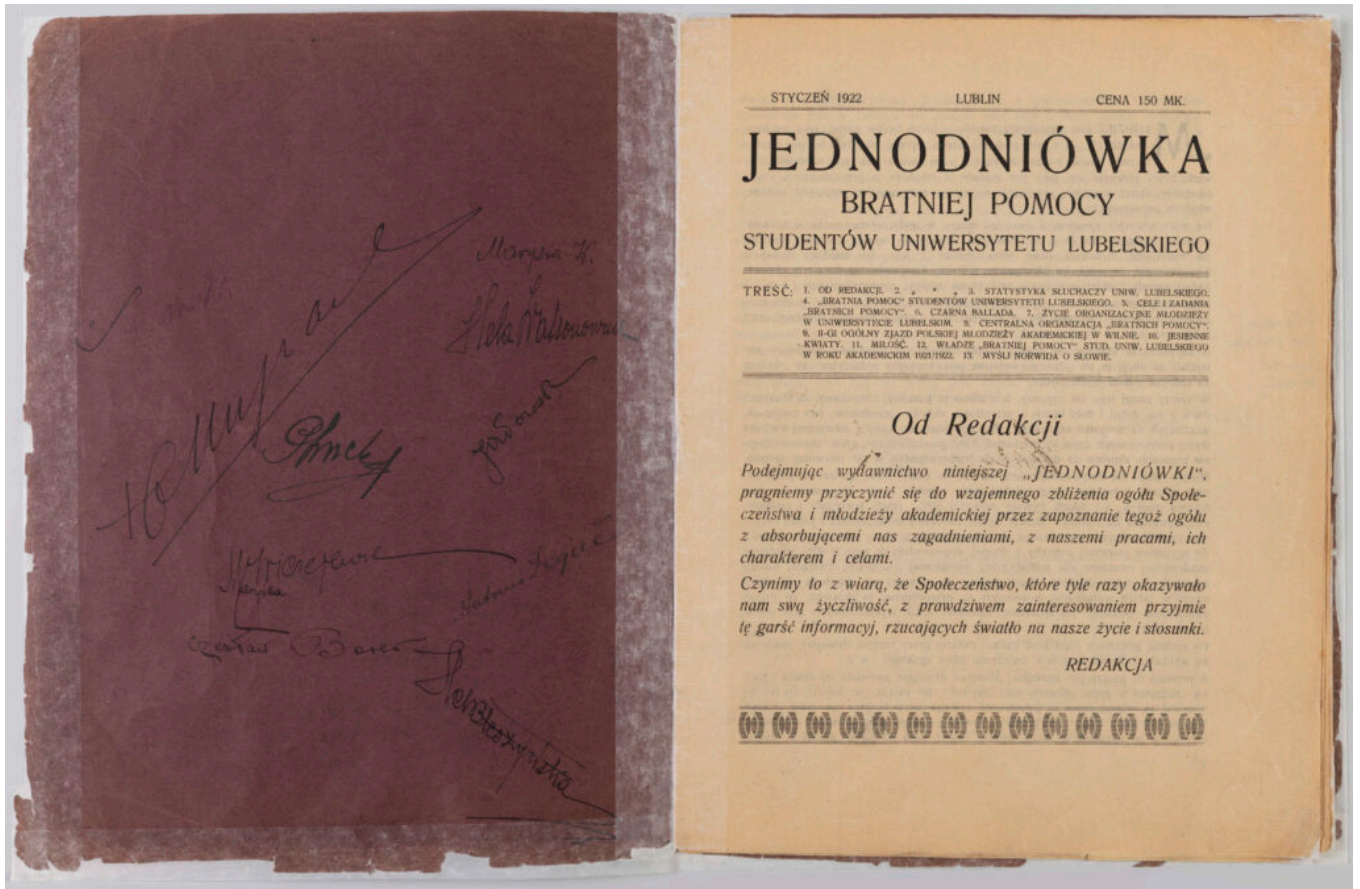 Marysia K.
Hela
Marysia
Czesław
STYCZEŃ 1922 LUBLIN CENA 150 MK.
JEDNODNIÓWKA
BRATNIEJ POMOCY
STUDENTÓW UNIWERSYTETU LUBELSKIEGO
TREŚĆ: 1. OD REDAKCJI. 2. * * * 3. STATYSTYKA SŁUCHACZY UNIW. LUBELSKIEGO.
4. „BRATNIA POMOC" STUDENTÓW UNIWERSYTETU LUBELSKIEGO. 5. CELE I ZADANIA
„BRATNICH POMOCY". 6. CZARNA BALLADA. 7. ŻYCIE ORGANIZACYJNE MŁODZIEŻY
W UNIWERSYTECIE LUBELSKIM. 8. CENTRALNA ORGANIZACJA „BRATNICH POMOCY".
9. II-GI OGÓLNY ZJAZD POLSKIEJ MŁODZIEŻY AKADEMICKIEJ W WILNIE. 10. JESIENNE
KWIATY. 11. MIŁOŚĆ. 12. WŁADZE „BRATNIEJ POMOCY" STUD. UNIW. LUBELSKIEGO
W ROKU AKADEMICKIM 1921/1922. 13. MYŚLI NORWIDA O SŁOWIE.
Od Redakcji
Podejmując wydawnictwo niniejszej „JEDNODNIÓWKI",
pragniemy przyczynić się do wzajemnego zbliżenia ogółu Społe-
czeństwa i młodzieży akademickiej przez zapoznanie tegoż ogółu
z absorbującemi nas zagadnieniami, z naszemi pracami, ich
charakterem i celami.
Czynimy to z wiarą, że Społeczeństwo, które tyle razy okazywało
nam swą życzliwość, z prawdziwem zainteresowaniem przyjmie
tę garść informacyj, rzucających światło na nasze życie i stosunki.
REDAKCJA